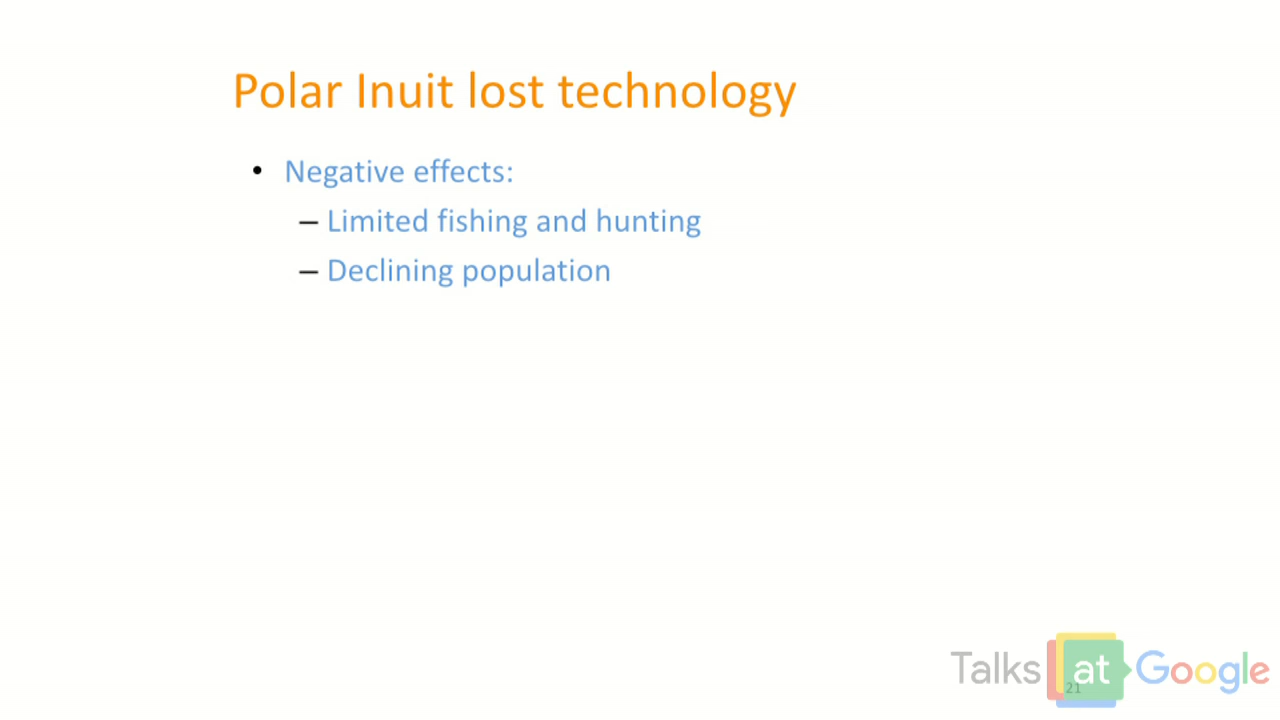 Polar Inuit lost technology
• Negative effects:
– Limited fishing and hunting
– Declining population
Talks at Google
21